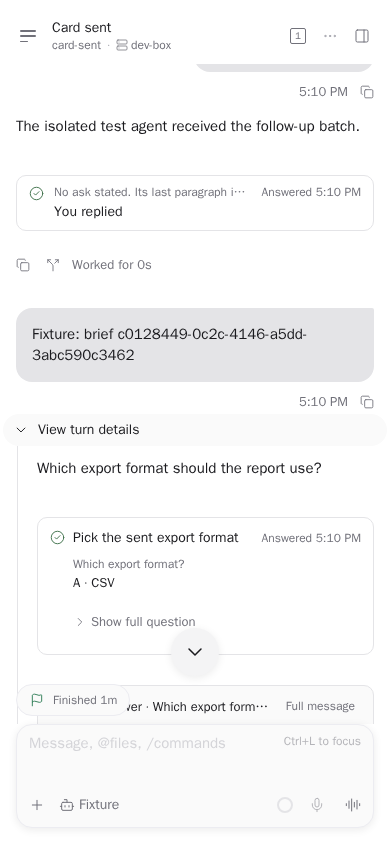 Card sent
card-sent · dev-box
1
5:10 PM
The isolated test agent received the follow-up batch.
No ask stated. Its last paragraph i··· Answered 5:10 PM
You replied
Worked for 0s
Fixture: brief c0128449-0c2c-4146-a5dd-
3abc590c3462
5:10 PM
View turn details
Which export format should the report use?
Pick the sent export format Answered 5:10 PM
Which export format?
A · CSV
Show full question
Finished 1m
· Which export form··· Full message
Message, @files, /commands Ctrl+L to focus
Fixture